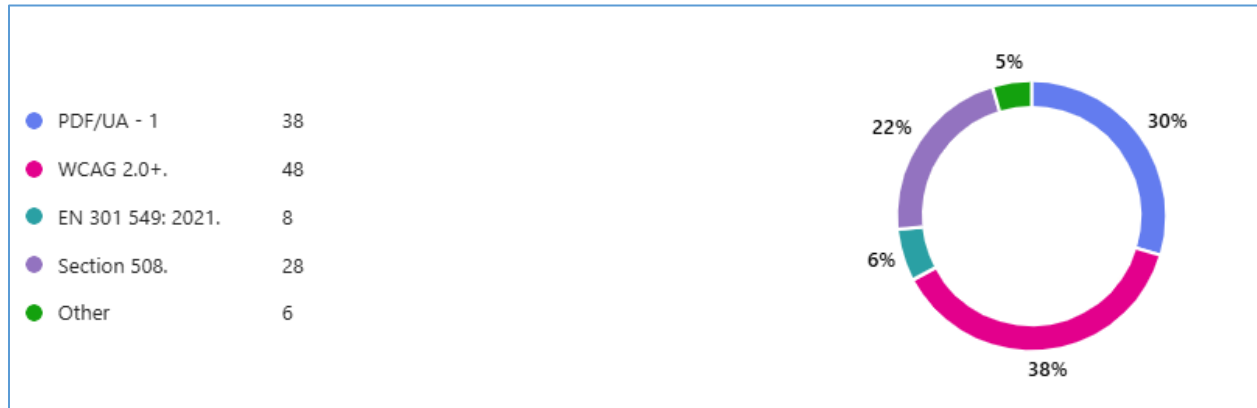 PDF/UA - 1 38
WCAG 2.0+. 48
EN 301 549: 2021. 8
Section 508. 28
Other 6
5%
30%
22%
6%
38%